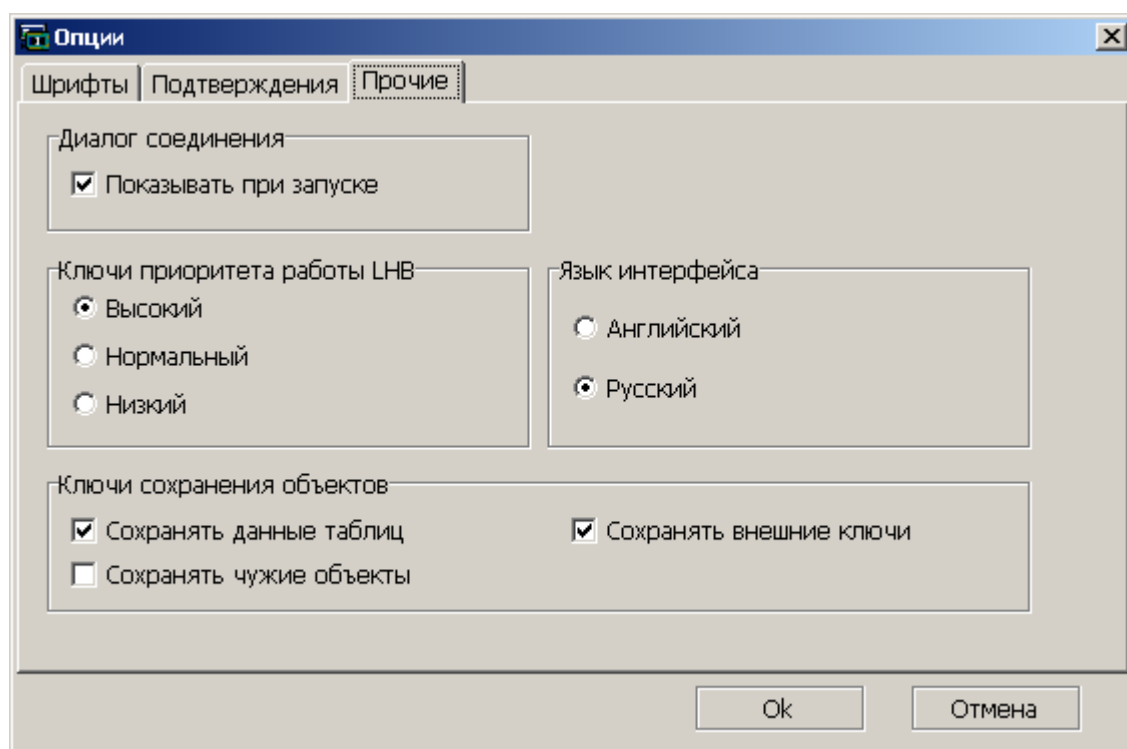 Опции
Шрифты Подтверждения Прочие
Диалог соединения
Показывать при запуске
Ключи приоритета работы LHB
Высокий
Нормальный
Низкий
Язык интерфейса
Английский
Русский
Ключи сохранения объектов
Сохранять данные таблиц Сохранять внешние ключи
Сохранять чужие объекты
Ok Отмена